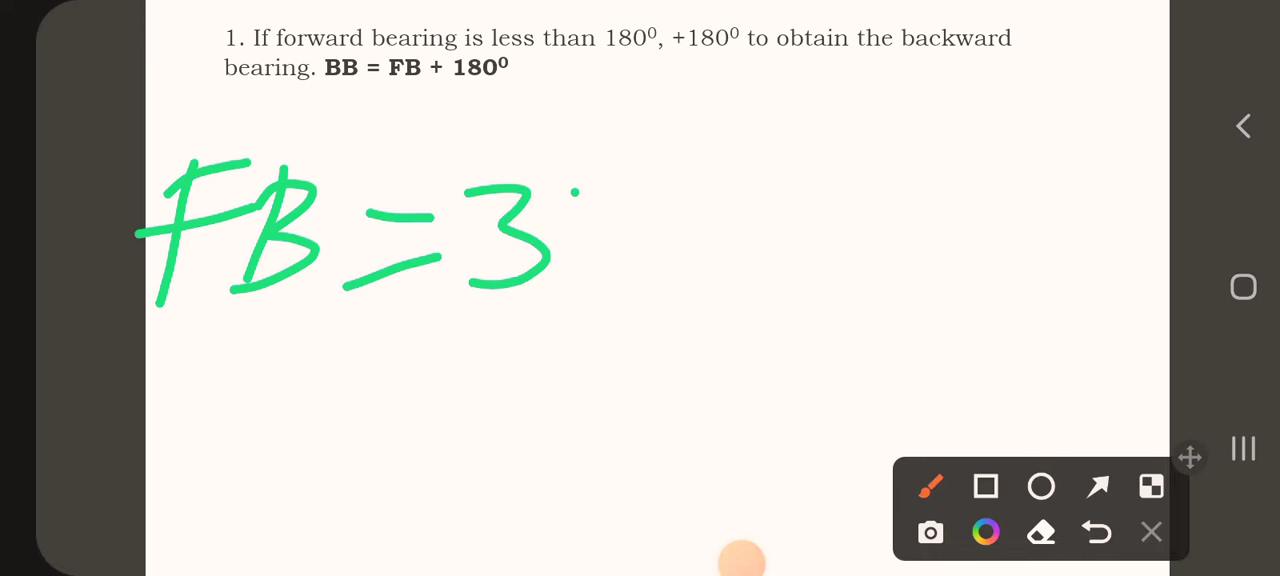 1. If forward bearing is less than 180⁰, +180⁰ to obtain the backward
bearing. BB = FB + 180⁰
FB = 3